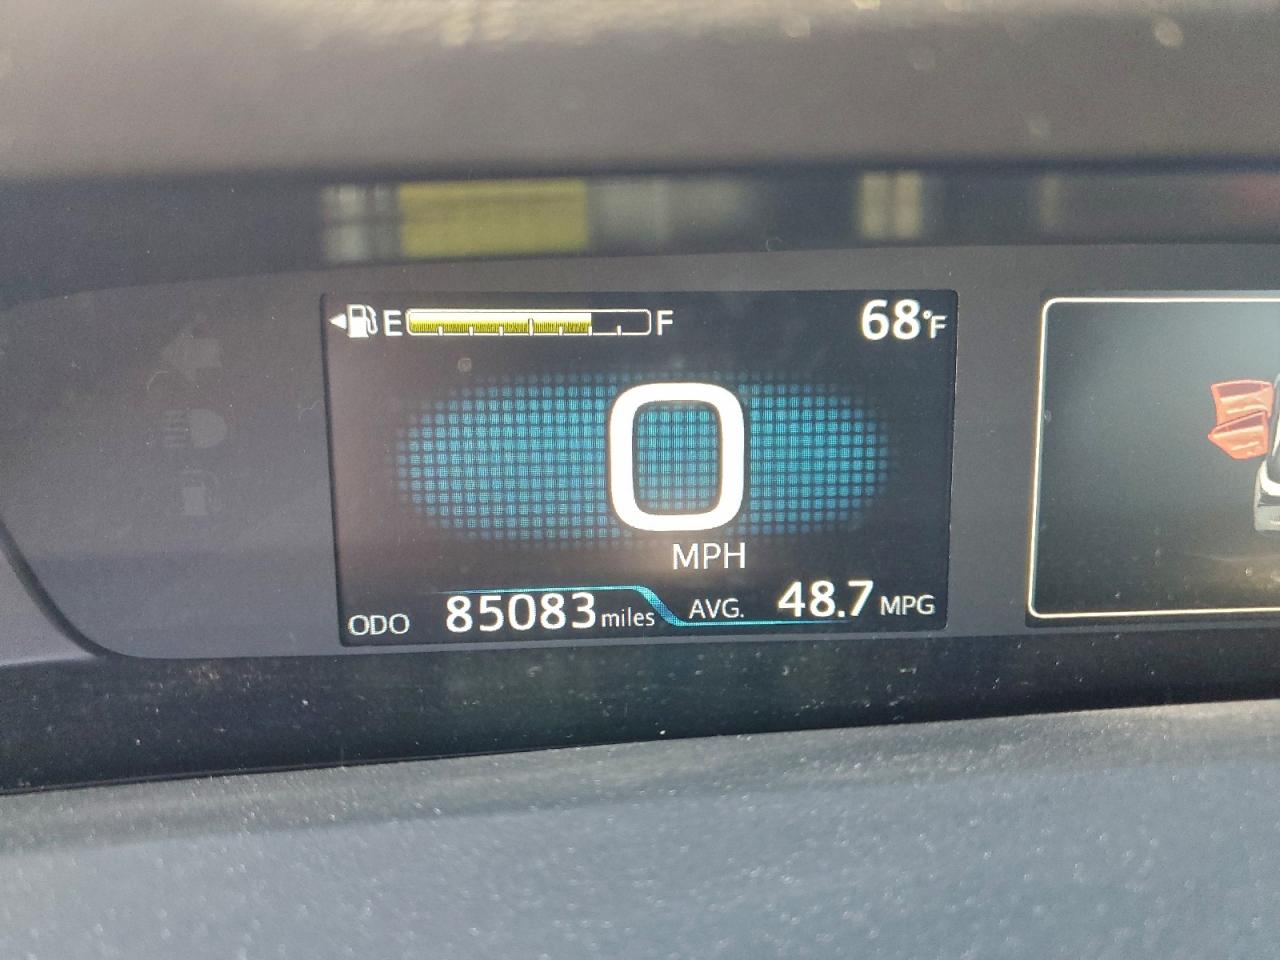 E F 68°F
0
MPH
ODO 85083 miles AVG. 48.7 MPG